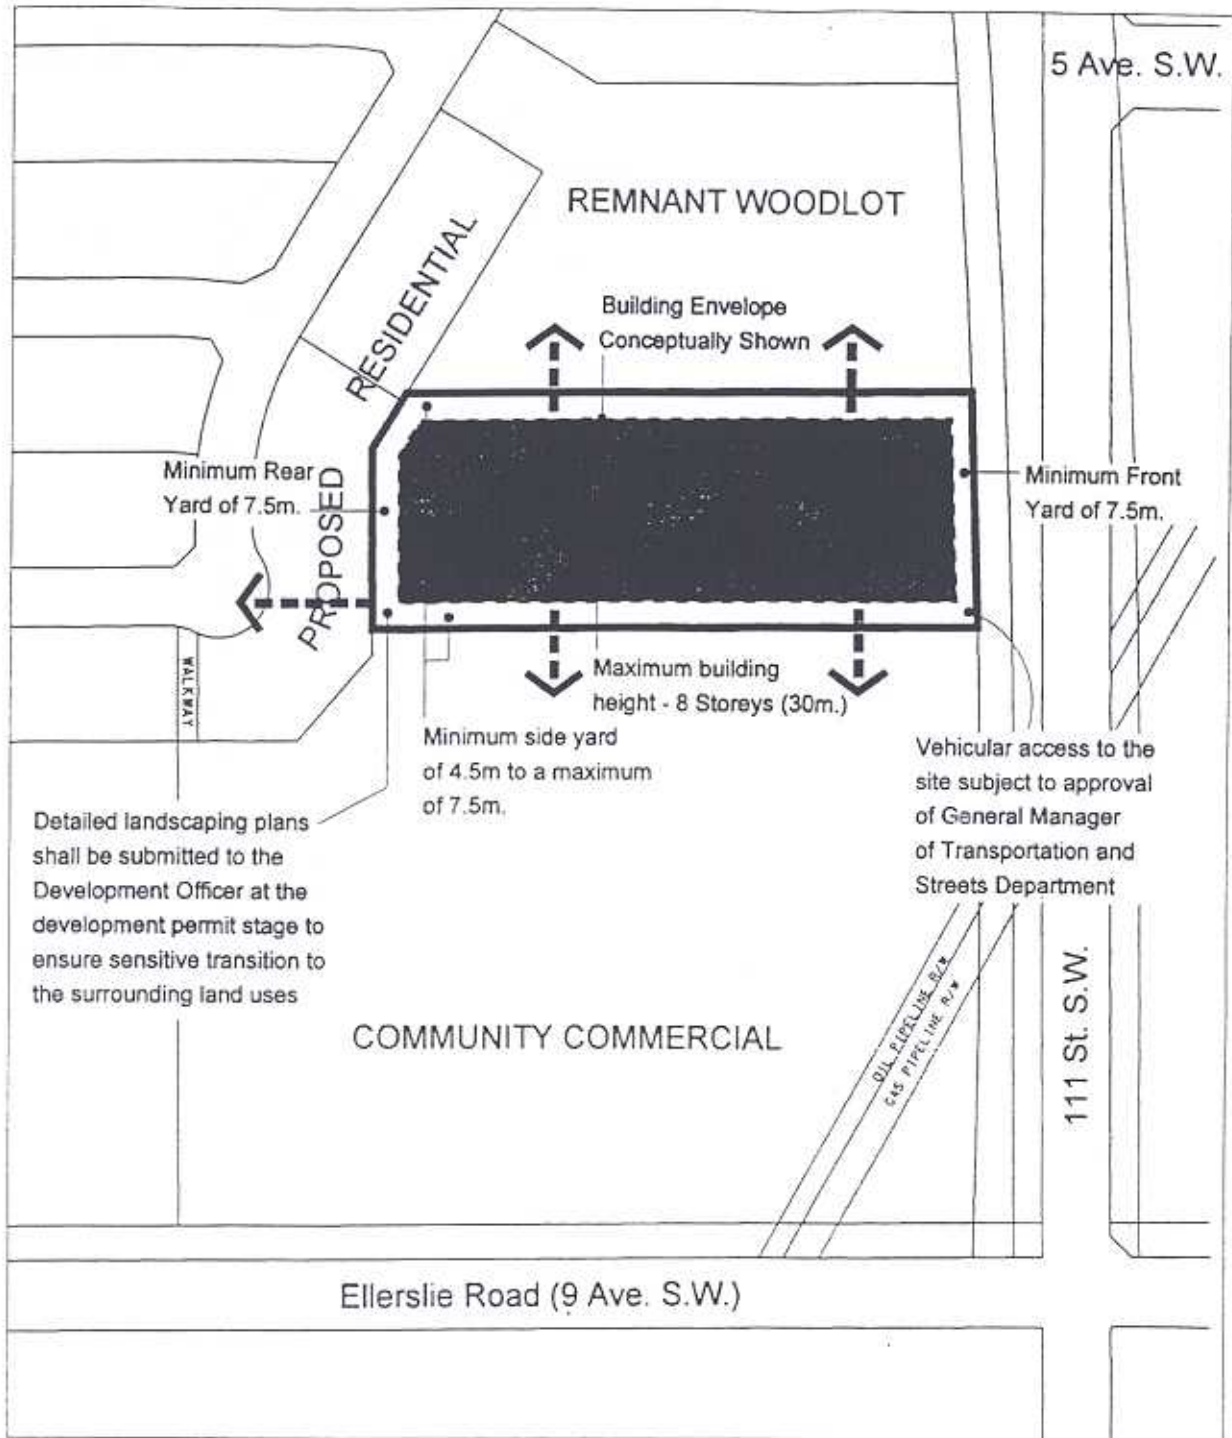 5 Ave. S.W.
REMNANT WOODLOT
PROPOSED RESIDENTIAL
Building Envelope
Conceptually Shown
Minimum Rear
Yard of 7.5m.
Minimum Front
Yard of 7.5m.
WALKWAY
Maximum building
height - 8 Storeys (30m.)
Minimum side yard
of 4.5m to a maximum
of 7.5m.
Vehicular access to the
site subject to approval
of General Manager
of Transportation and
Streets Department
Detailed landscaping plans
shall be submitted to the
Development Officer at the
development permit stage to
ensure sensitive transition to
the surrounding land uses
COMMUNITY COMMERCIAL
OIL PIPELINE R/W
GAS PIPELINE R/W
111 St. S.W.
Ellerslie Road (9 Ave. S.W.)